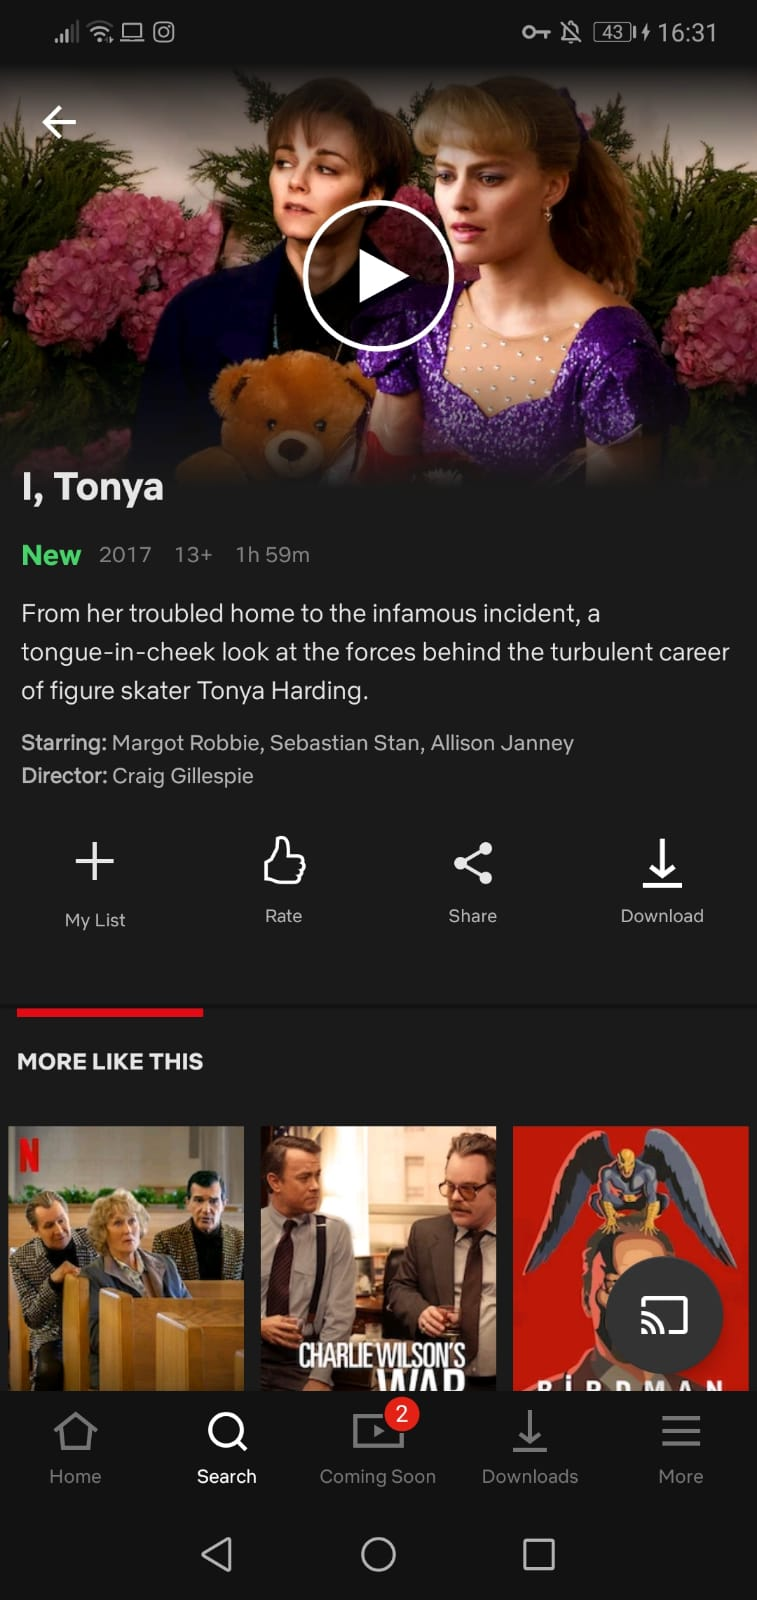 43 16:31
I, Tonya
New 2017 13+ 1h 59m
From her troubled home to the infamous incident, a
tongue-in-cheek look at the forces behind the turbulent career
of figure skater Tonya Harding.
Starring: Margot Robbie, Sebastian Stan, Allison Janney
Director: Craig Gillespie
My List Rate Share Download
MORE LIKE THIS
N
CHARLIE WILSON'S
WAR
BIRDMAN
2
Home Search Coming Soon Downloads More